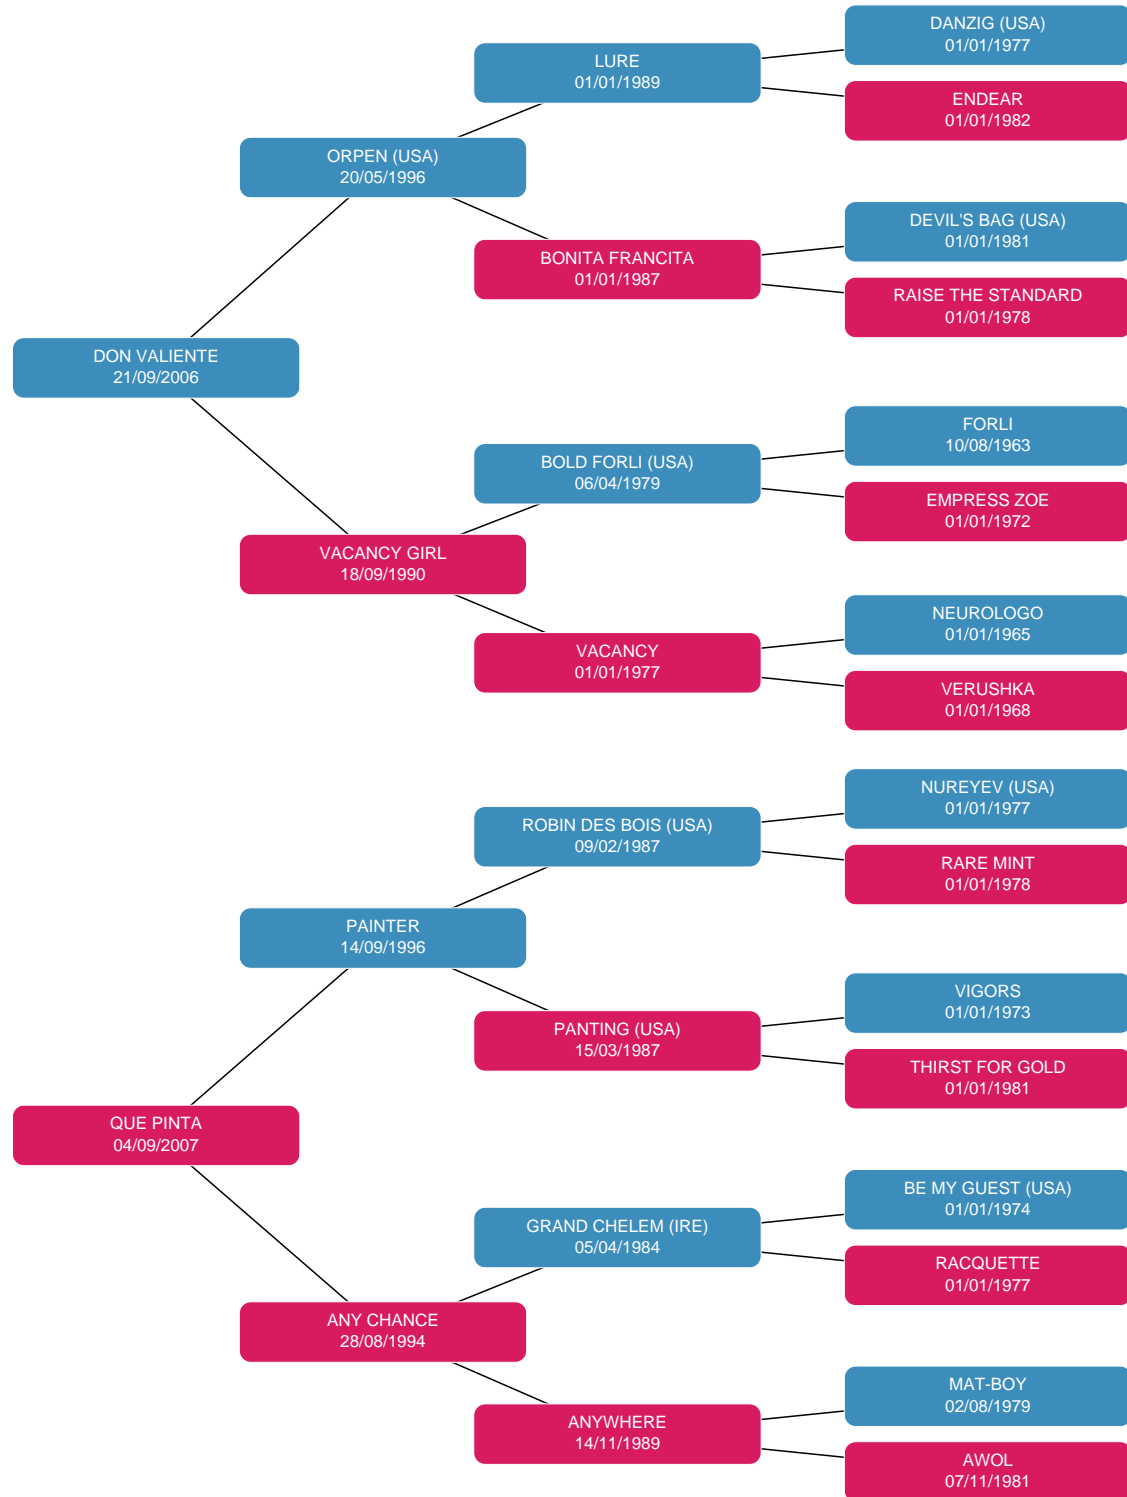 DANZIG (USA)
01/01/1977
LURE
01/01/1989
ENDEAR
01/01/1982
ORPEN (USA)
20/05/1996
DEVIL'S BAG (USA)
01/01/1981
BONITA FRANCITA
01/01/1987
RAISE THE STANDARD
01/01/1978
DON VALIENTE
21/09/2006
FORLI
10/08/1963
BOLD FORLI (USA)
06/04/1979
EMPRESS ZOE
01/01/1972
VACANCY GIRL
18/09/1990
NEUROLOGO
01/01/1965
VACANCY
01/01/1977
VERUSHKA
01/01/1968
NUREYEV (USA)
01/01/1977
ROBIN DES BOIS (USA)
09/02/1987
RARE MINT
01/01/1978
PAINTER
14/09/1996
VIGORS
01/01/1973
PANTING (USA)
15/03/1987
THIRST FOR GOLD
01/01/1981
QUE PINTA
04/09/2007
BE MY GUEST (USA)
01/01/1974
GRAND CHELEM (IRE)
05/04/1984
RACQUETTE
01/01/1977
ANY CHANCE
28/08/1994
MAT-BOY
02/08/1979
ANYWHERE
14/11/1989
AWOL
07/11/1981